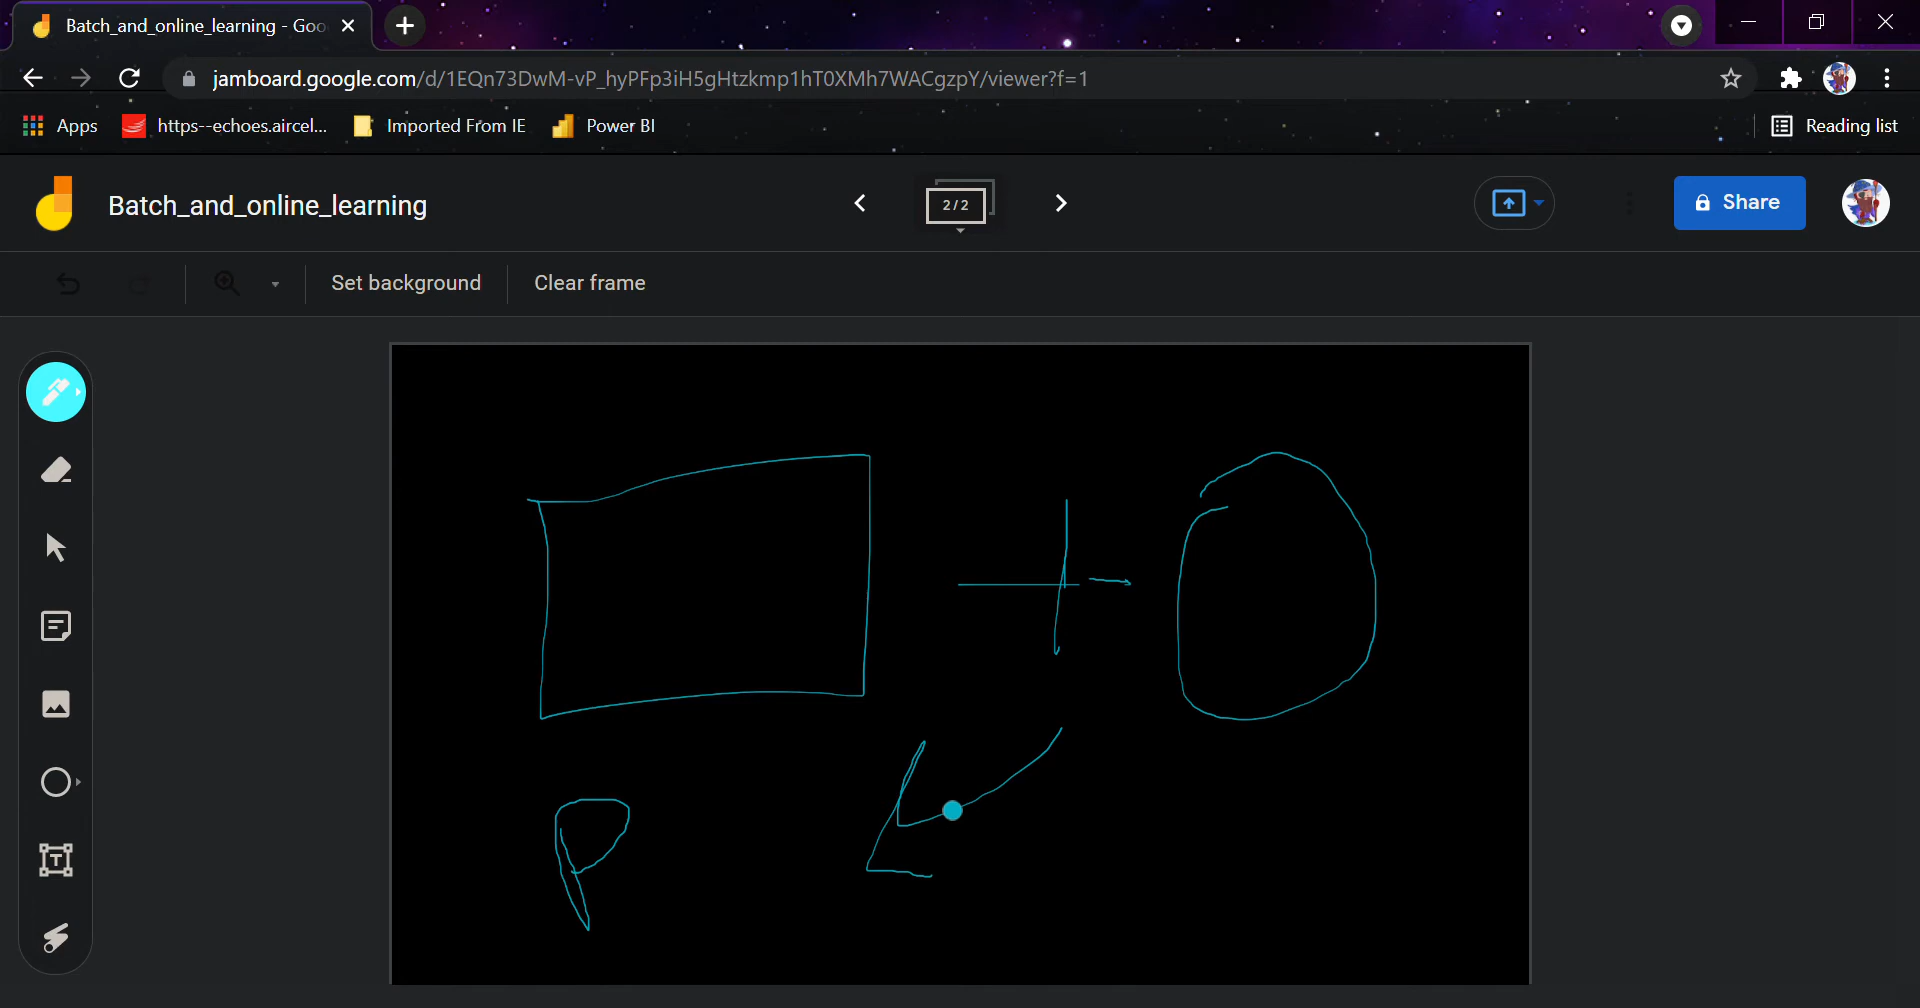 Batch_and_online_learning - Goo
jamboard.google.com/d/1EQn73DwM-vP_hyPFp3iH5gHtzkmp1hT0XMh7WACgzpY/viewer?f=1
Apps https--echoes.aircel... Imported From IE Power BI Reading list
Batch_and_online_learning 2 / 2 Share
Set background Clear frame
T
+
P